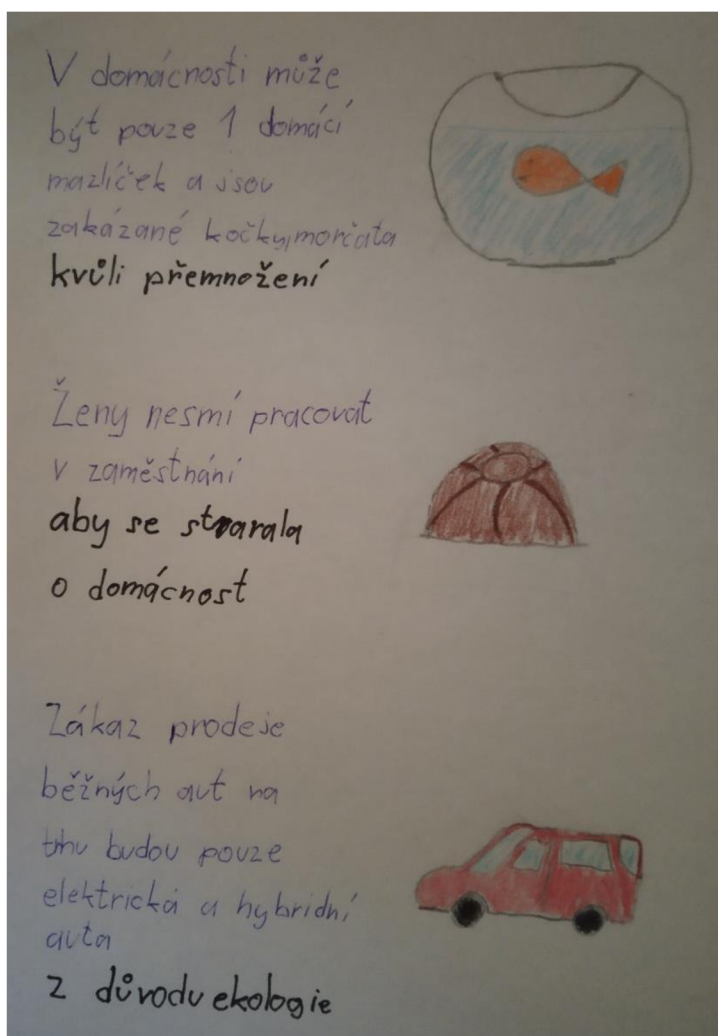 V domácnosti může
být pouze 1 domácí
mazlíček a jsou
zakázané kočky, morčata
kvůli přemnožení
Ženy nesmí pracovat
v zaměstnání
aby se starala
o domácnost
Zákaz prodeje
běžných aut na
trhu budou pouze
elektrická a hybridní
auta
z důvodu ekologie